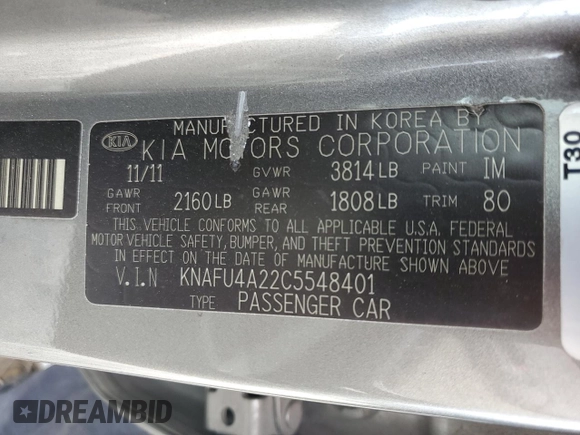 MANUFACTURED IN KOREA BY
KIA KIA MOTORS CORPORATION
11/11 GVWR 3814 LB PAINT IM
GAWR FRONT 2160 LB GAWR REAR 1808 LB TRIM 80
THIS VEHICLE CONFORMS TO ALL APPLICABLE U.S.A. FEDERAL
MOTOR VEHICLE SAFETY, BUMPER, AND THEFT PREVENTION STANDARDS
IN EFFECT ON THE DATE OF MANUFACTURE SHOWN ABOVE
V.I.N KNAFU4A22C5548401
TYPE PASSENGER CAR
T30
DREAMBID